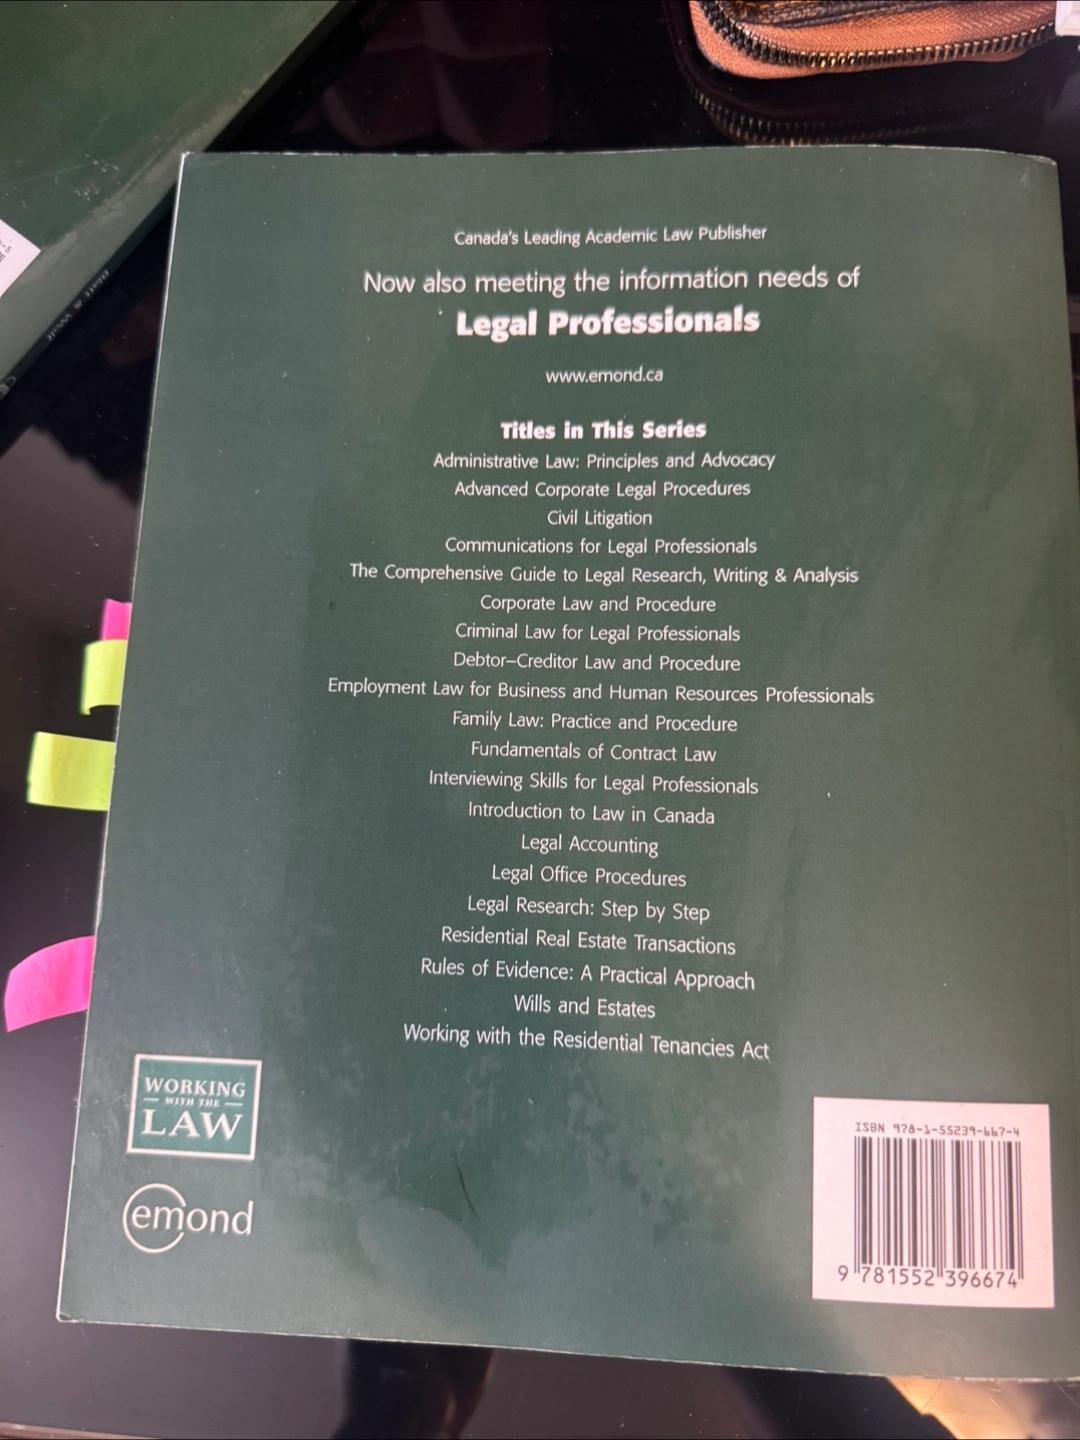 Canada's Leading Academic Law Publisher
Now also meeting the information needs of
Legal Professionals
www.emond.ca
Titles in This Series
Administrative Law: Principles and Advocacy
Advanced Corporate Legal Procedures
Civil Litigation
Communications for Legal Professionals
The Comprehensive Guide to Legal Research, Writing & Analysis
Corporate Law and Procedure
Criminal Law for Legal Professionals
Debtor–Creditor Law and Procedure
Employment Law for Business and Human Resources Professionals
Family Law: Practice and Procedure
Fundamentals of Contract Law
Interviewing Skills for Legal Professionals
Introduction to Law in Canada
Legal Accounting
Legal Office Procedures
Legal Research: Step by Step
Residential Real Estate Transactions
Rules of Evidence: A Practical Approach
Wills and Estates
Working with the Residential Tenancies Act
WORKING
— WITH THE —
LAW
emond
ISBN 978-1-55239-667-4
9 781552 396674